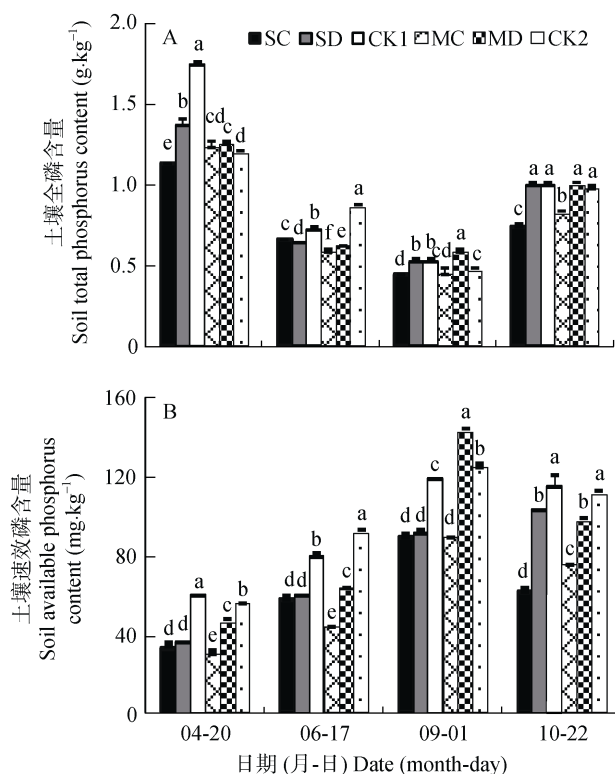 2.0
A
SC SD CK1 MC MD CK2
a
b
e
cd
c
d
1.5
1.0
0.5
0
c d b f e a
d b b cd a c
c a a b a a
土壤全磷含量
Soil total phosphorus content (g·kg⁻¹)
160
B
120
80
40
0
d d a e c b
d d b e c a
d d c d a b
d b a c b a
土壤速效磷含量
Soil available phosphorus
content (mg·kg⁻¹)
04-20 06-17 09-01 10-22
日期 (月-日) Date (month-day)